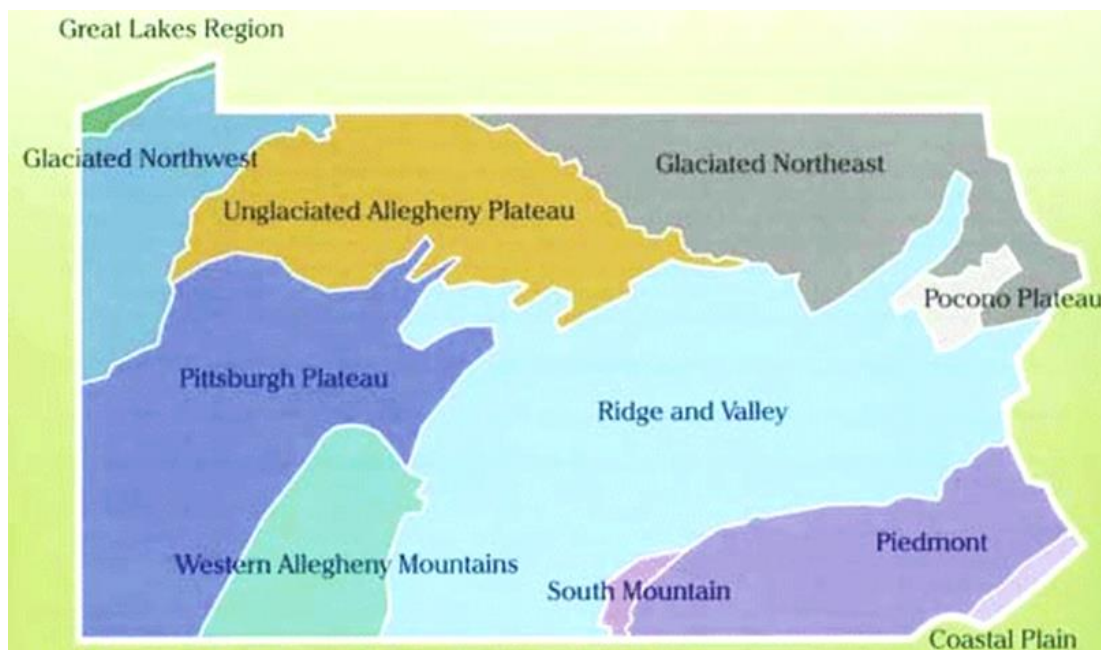 Great Lakes Region
Glaciated Northwest
Glaciated Northeast
Unglaciated Allegheny Plateau
Pocono Plateau
Pittsburgh Plateau
Ridge and Valley
Piedmont
Western Allegheny Mountains
South Mountain
Coastal Plain